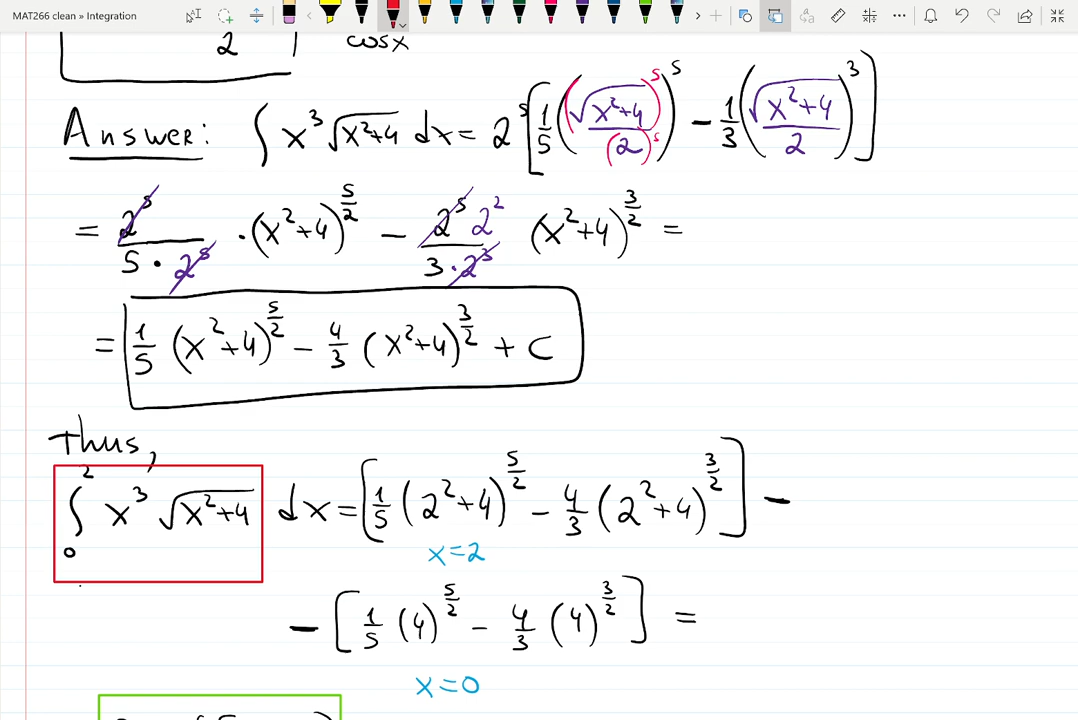 MAT266 clean » Integration
2 cosx
Answer: ∫ x³ √(x²+4) dx = 2⁵ [ 1/5 ( (√(x²+4))⁵ / (2)⁵ )⁵ − 1/3 ( √(x²+4) / 2 )³ ]
= 2⁵ / (5 · 2⁵) · (x²+4)^(5/2) − 2⁵ 2² / (3 · 2³) (x²+4)^(3/2) =
= 1/5 (x²+4)^(5/2) − 4/3 (x²+4)^(3/2) + C
Thus,
∫₀² x³ √(x²+4) dx = [ 1/5 (2²+4)^(5/2) − 4/3 (2²+4)^(3/2) ] −
x=2
− [ 1/5 (4)^(5/2) − 4/3 (4)^(3/2) ] =
x=0